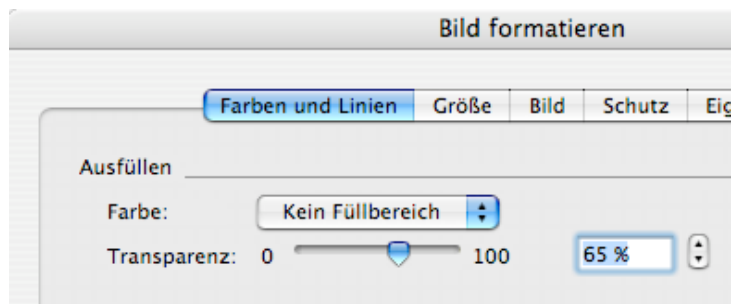 Bild formatieren
Farben und Linien Größe Bild Schutz
Ausfüllen
Farbe: Kein Füllbereich
Transparenz: 0 100 65 %